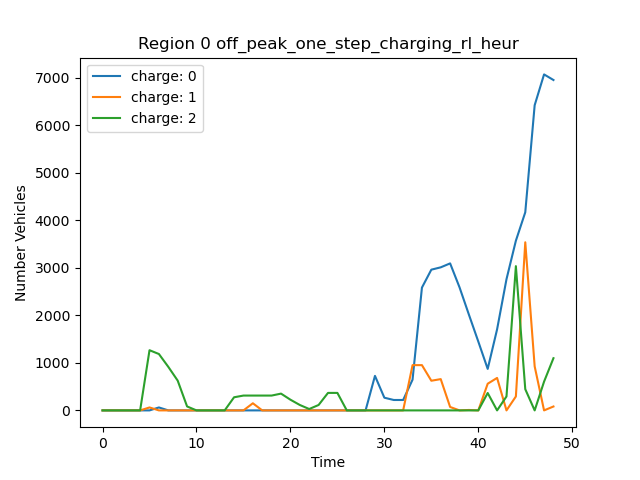 Region 0 off_peak_one_step_charging_rl_heur
charge: 0
charge: 1
charge: 2
Number Vehicles
7000
6000
5000
4000
3000
2000
1000
0
0 10 20 30 40 50
Time